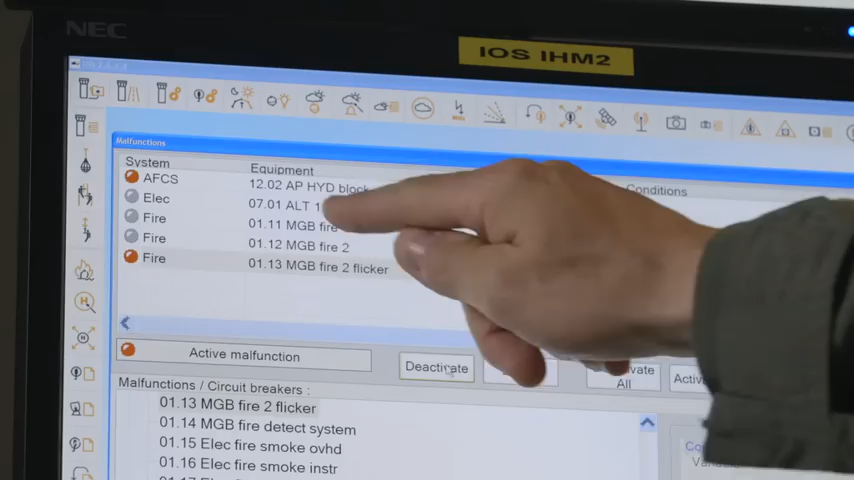 NEC
IOS IHM2
Malfunctions
System Equipment Conditions
AFCS 12.02 AP HYD block
Elec 07.01 ALT 1
Fire 01.11 MGB fire
Fire 01.12 MGB fire 2
Fire 01.13 MGB fire 2 flicker
Active malfunction Deactivate All
Malfunctions / Circuit breakers :
01.13 MGB fire 2 flicker
01.14 MGB fire detect system
01.15 Elec fire smoke ovhd
01.16 Elec fire smoke instr